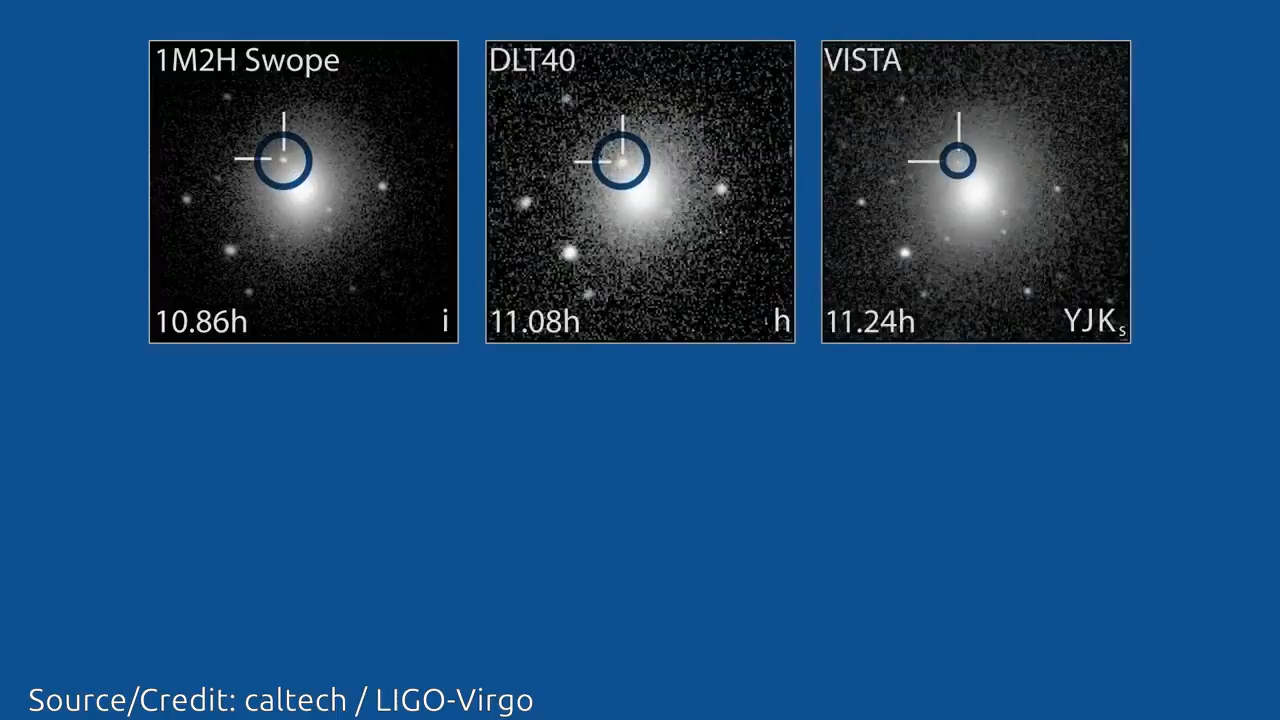 1M2H Swope
10.86h
i
DLT40
11.08h
h
VISTA
11.24h
YJKs
Source/Credit: caltech / LIGO-Virgo